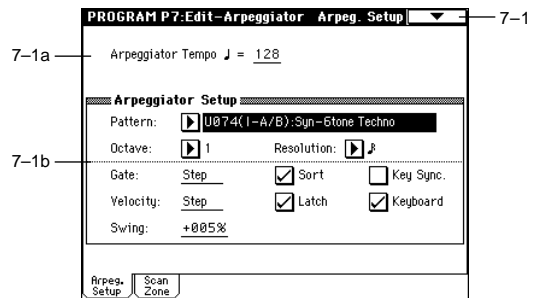 PROGRAM P7:Edit-Arpeggiator Arpeg. Setup
7–1
7–1a
Arpeggiator Tempo ♩ = 128
Arpeggiator Setup
Pattern: U074(I-A/B):Syn-6tone Techno
Octave: 1 Resolution: 𝅘𝅥𝅯
7–1b
Gate: Step Sort Key Sync.
Velocity: Step Latch Keyboard
Swing: +005%
Arpeg. Setup
Scan Zone